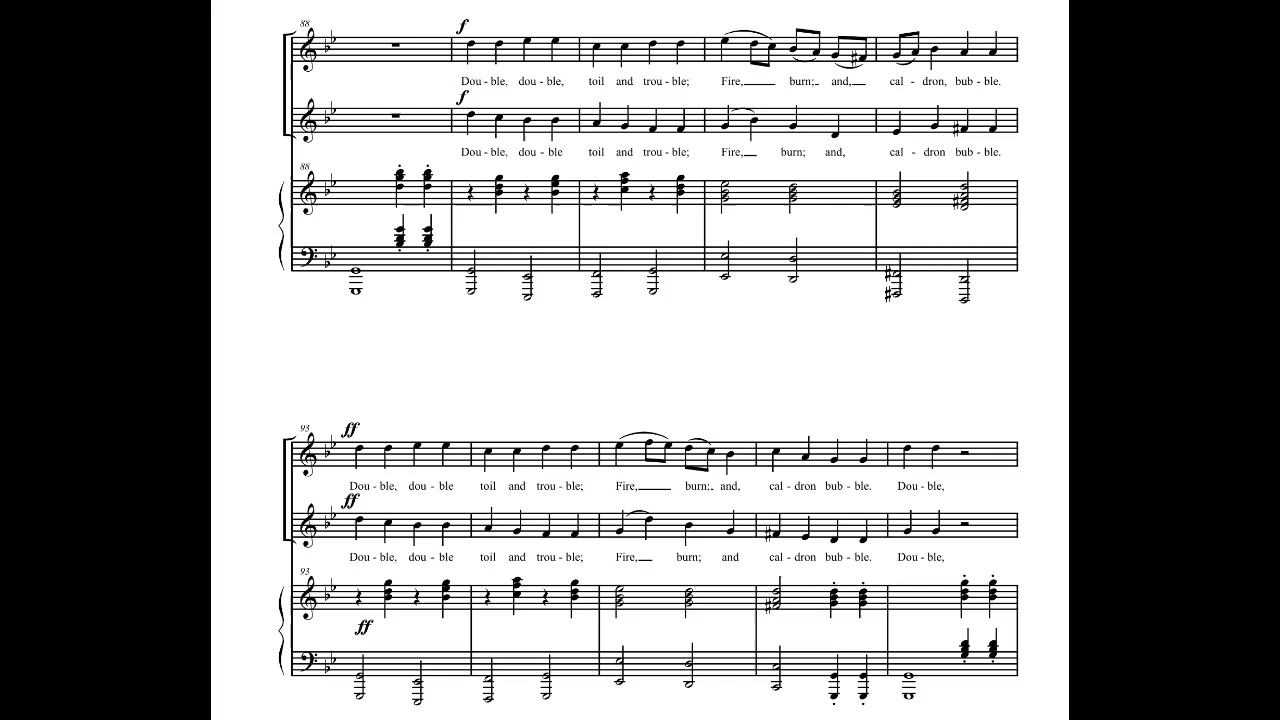 88
f
Dou - ble, dou - ble, toil and trou - ble; Fire, burn; and, cal - dron, bub - ble.
f
Dou - ble, dou - ble toil and trou - ble; Fire, burn; and, cal - dron bub - ble.
88
93
ff
Dou - ble, dou - ble toil and trou - ble; Fire, burn; and, cal - dron bub - ble. Dou - ble,
ff
Dou - ble, dou - ble toil and trou - ble; Fire, burn; and cal - dron bub - ble. Dou - ble,
93
ff